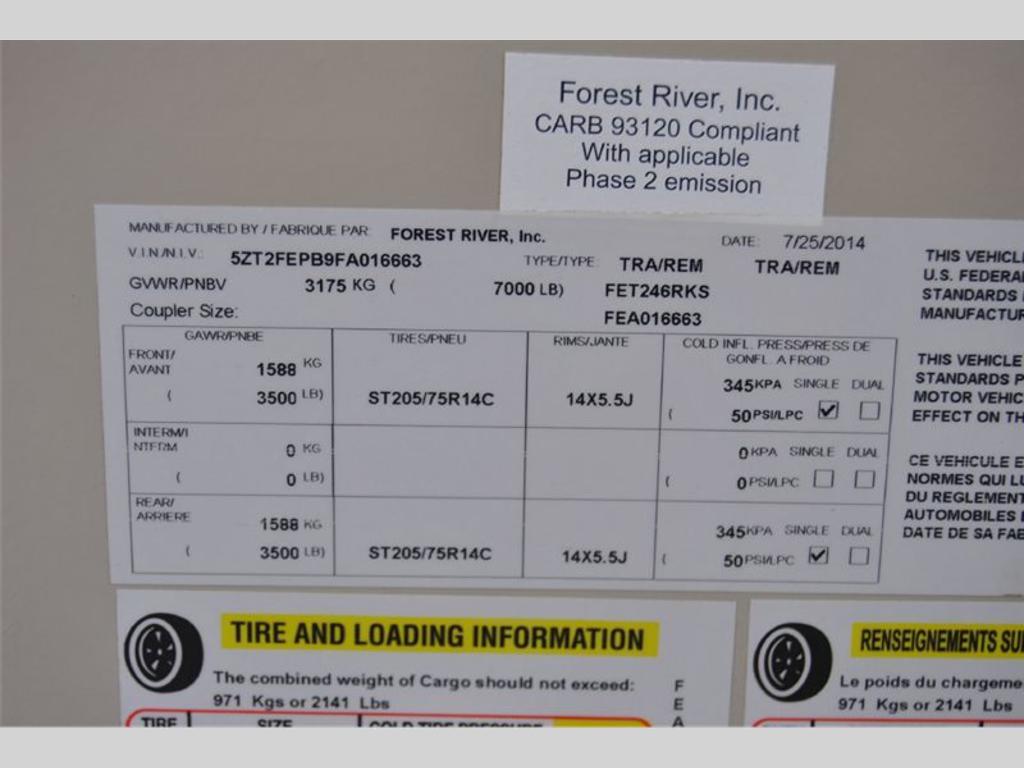 Forest River, Inc.
CARB 93120 Compliant
With applicable
Phase 2 emission
MANUFACTURED BY / FABRIQUE PAR: FOREST RIVER, Inc. DATE: 7/25/2014
V.I.N/N.I.V.: 5ZT2FEPB9FA016663 TYPE/TYPE: TRA/REM TRA/REM
GVWR/PNBV 3175 KG ( 7000 LB) FET246RKS
Coupler Size: FEA016663
GAWR/PNBE TIRES/PNEU RIMS/JANTE COLD INFL. PRESS/PRESS DE
GONFL. A FROID
FRONT/
AVANT 1588 KG 345KPA SINGLE DUAL
( 3500 LB) ST205/75R14C 14X5.5J ( 50PSI/LPC
INTERM/I
NTERM 0 KG 0KPA SINGLE DUAL
( 0 LB) ( 0PSI/LPC
REAR/
ARRIERE 1588 KG 345KPA SINGLE DUAL
( 3500 LB) ST205/75R14C 14X5.5J ( 50PSI/LPC
THIS VEHICL
U.S. FEDERA
STANDARDS
MANUFACTUR
THIS VEHICLE
STANDARDS P
MOTOR VEHIC
EFFECT ON TH
CE VEHICULE E
NORMES QUI LU
DU REGLEMENT
AUTOMOBILES
DATE DE SA FAB
TIRE AND LOADING INFORMATION
The combined weight of Cargo should not exceed:
971 Kgs or 2141 Lbs
TIRE SIZE COLD TIRE PRESSURE
F
E
A
RENSEIGNEMENTS SU
Le poids du chargeme
971 Kgs or 2141 Lbs